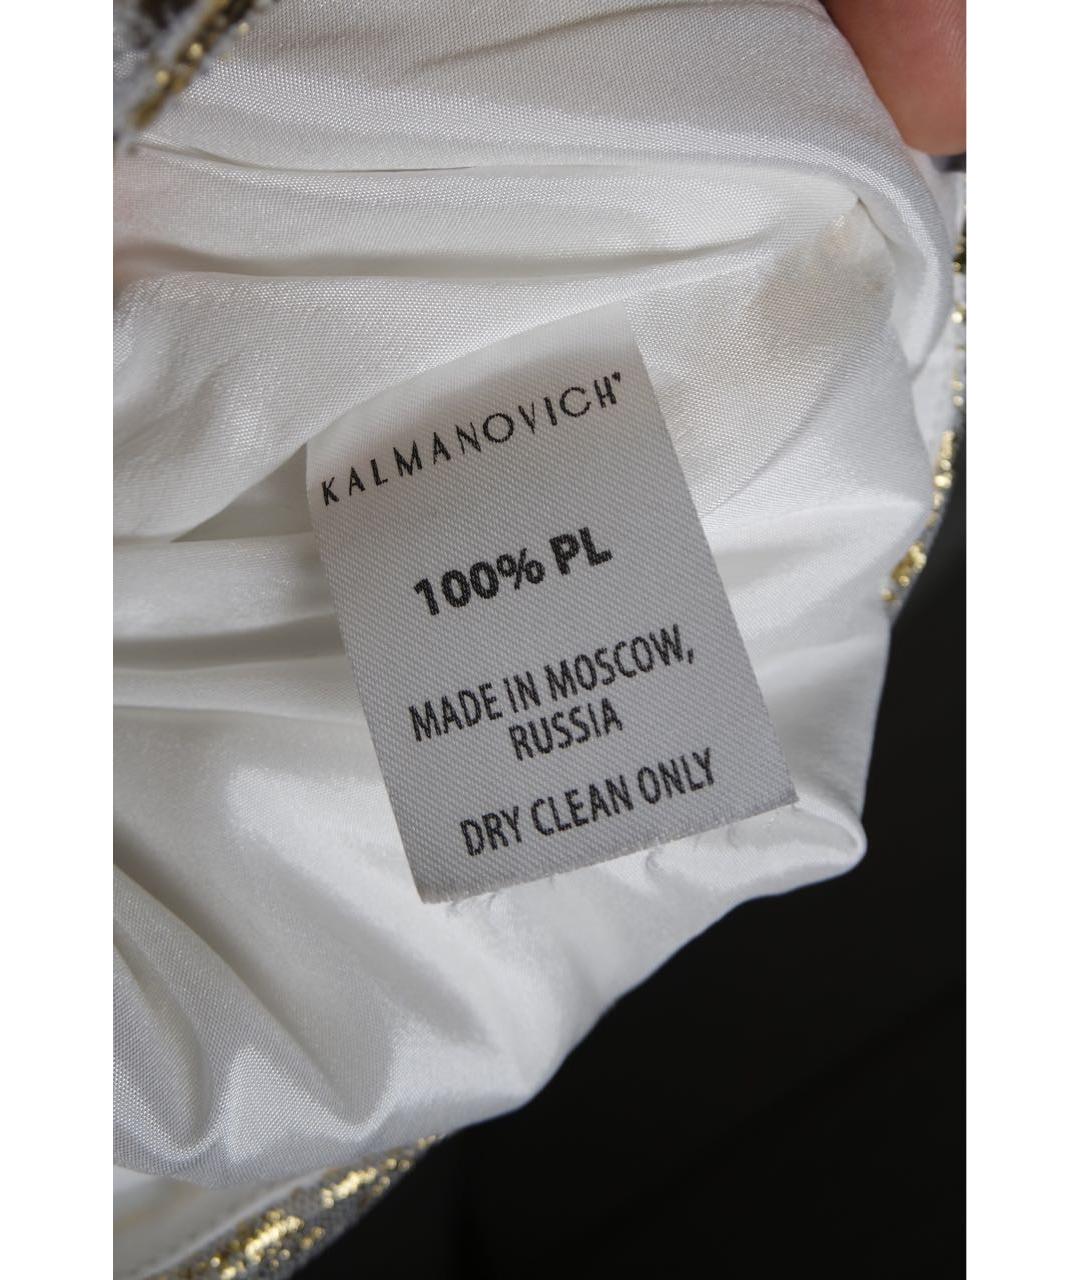 KALMANOVICH
100% PL
MADE IN MOSCOW,
RUSSIA
DRY CLEAN ONLY